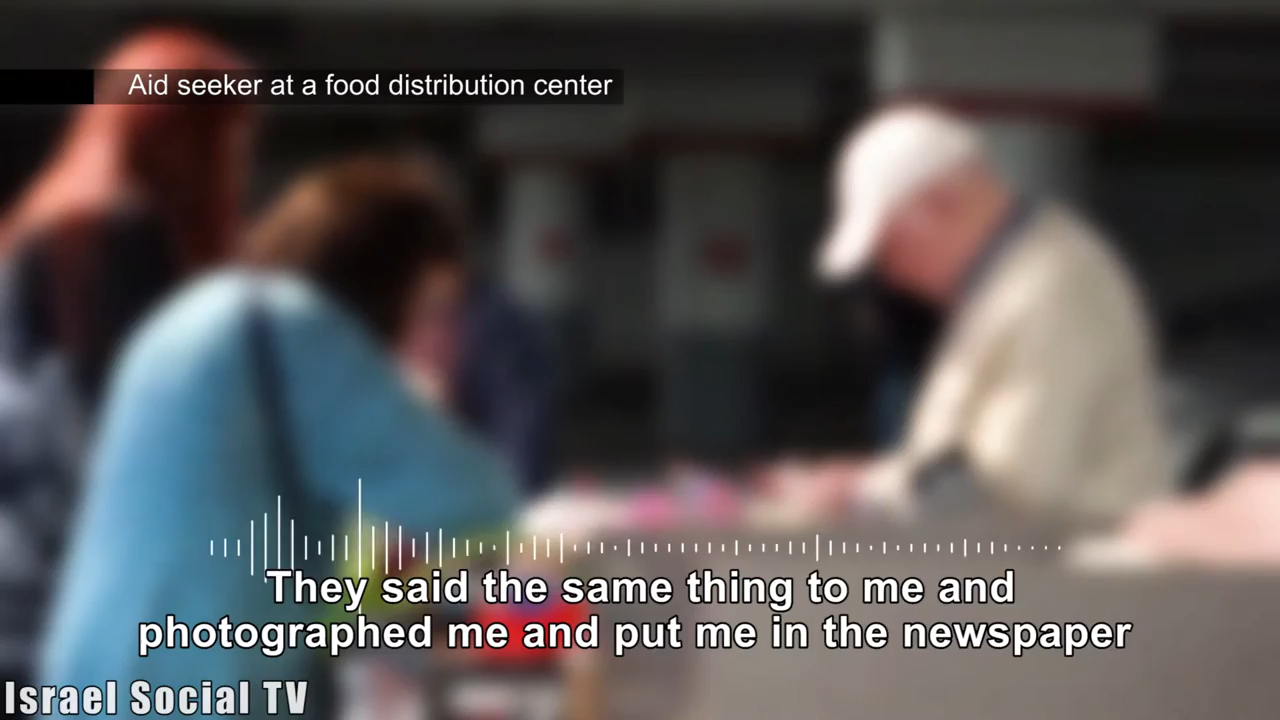 Aid seeker at a food distribution center
They said the same thing to me and
photographed me and put me in the newspaper
Israel Social TV